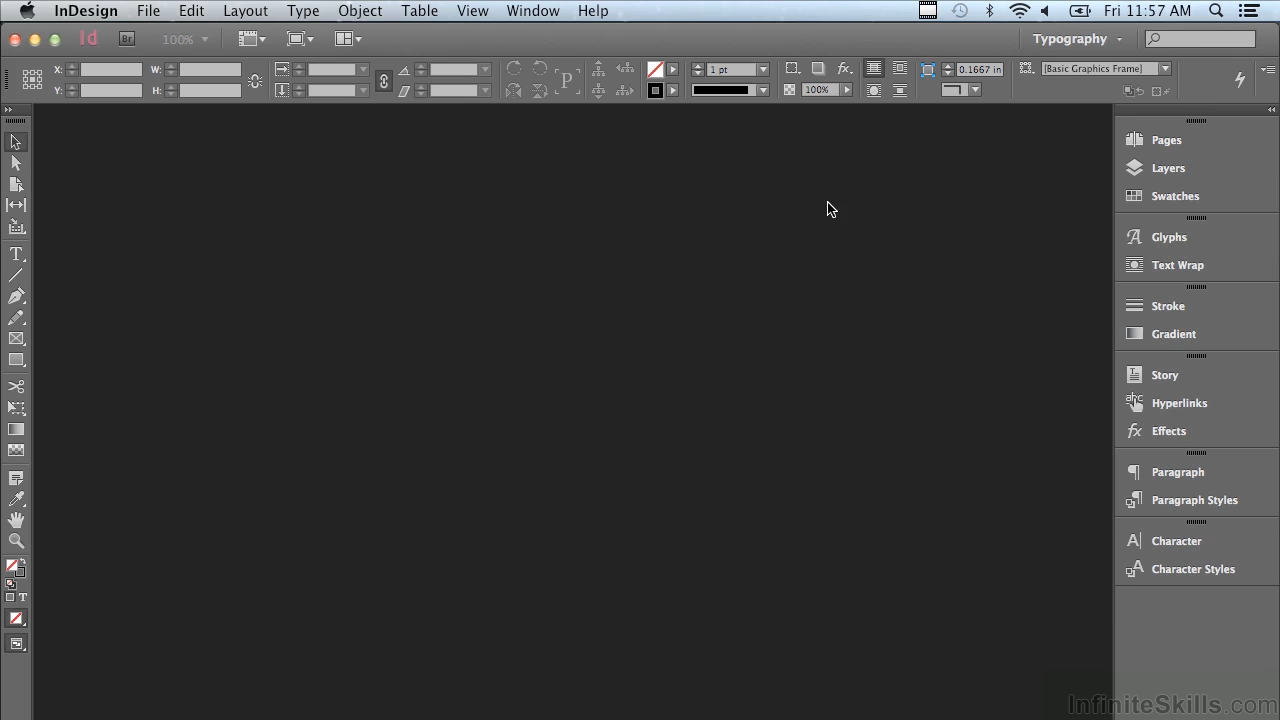 InDesign File Edit Layout Type Object Table View Window Help Fri 11:57 AM
Id Br 100% Typography
X: W: 1 pt 0.1667 in [Basic Graphics Frame]
Y: H: P 100% fx
Pages
Layers
Swatches
Glyphs
Text Wrap
Stroke
Gradient
Story
Hyperlinks
fx Effects
Paragraph
Paragraph Styles
Character
Character Styles
InfiniteSkills.com